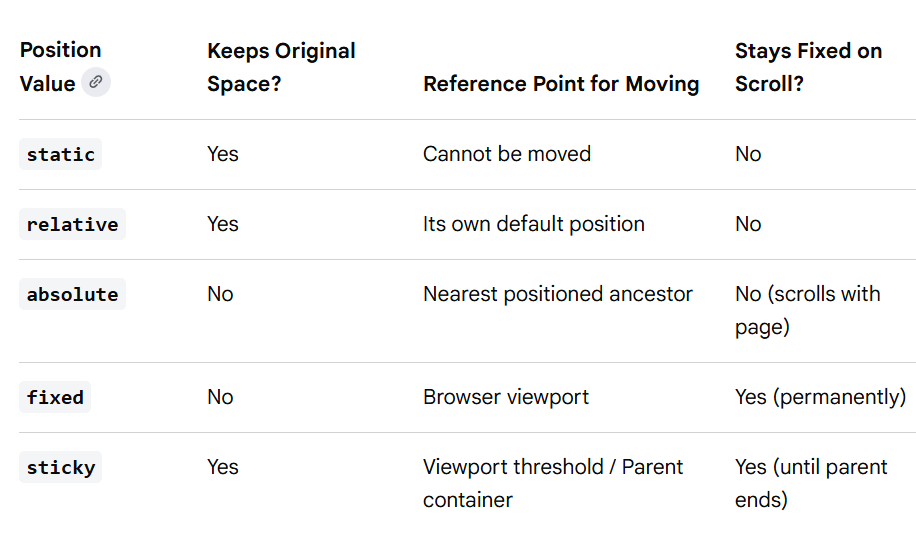 Position Value
Keeps Original Space?
Reference Point for Moving
Stays Fixed on Scroll?
static
Yes
Cannot be moved
No
relative
Yes
Its own default position
No
absolute
No
Nearest positioned ancestor
No (scrolls with page)
fixed
No
Browser viewport
Yes (permanently)
sticky
Yes
Viewport threshold / Parent container
Yes (until parent ends)